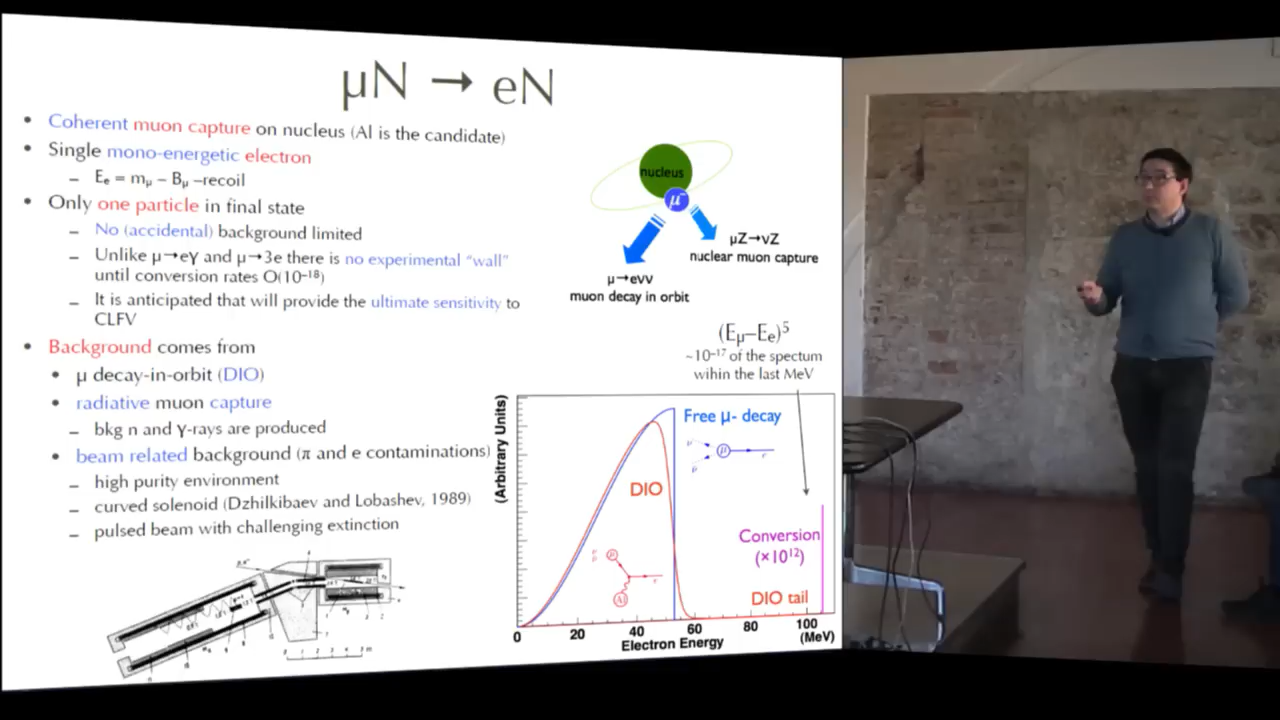 μN → eN
• Coherent muon capture on nucleus (Al is the candidate)
• Single mono-energetic electron
– Eₑ = mμ – Bμ –recoil
• Only one particle in final state
– No (accidental) background limited
– Unlike μ→eγ and μ→3e there is no experimental “wall”
until conversion rates O(10⁻¹⁸)
– It is anticipated that will provide the ultimate sensitivity to
CLFV
• Background comes from
• μ decay-in-orbit (DIO)
• radiative muon capture
– bkg n and γ-rays are produced
• beam related background (π and e contaminations)
– high purity environment
– curved solenoid (Dzhilkibaev and Lobashev, 1989)
– pulsed beam with challenging extinction
nucleus
μ⁻
μZ→νZ
nuclear muon capture
μ→eνν
muon decay in orbit
(Eμ–Eₑ)⁵
~10⁻¹⁷ of the spectum
wihin the last MeV
(Arbitrary Units)
Free μ- decay
DIO
Conversion
(×10¹²)
DIO tail
Al
0 20 40 60 80 100
(MeV)
Electron Energy